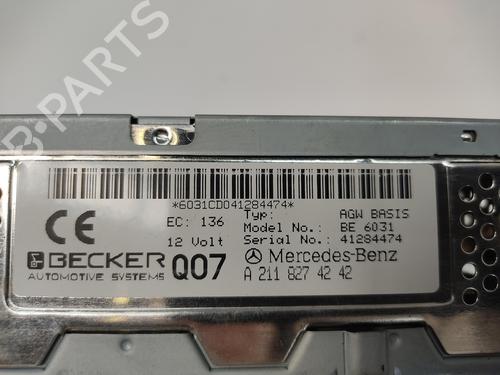 B-PARTS
*6031CD041284474*
CE EC: 136 Typ: AGW BASIS
Model No.: BE 6031
12 Volt Serial No.: 41284474
BECKER Q07 Mercedes-Benz
AUTOMOTIVE SYSTEMS A 211 827 42 42